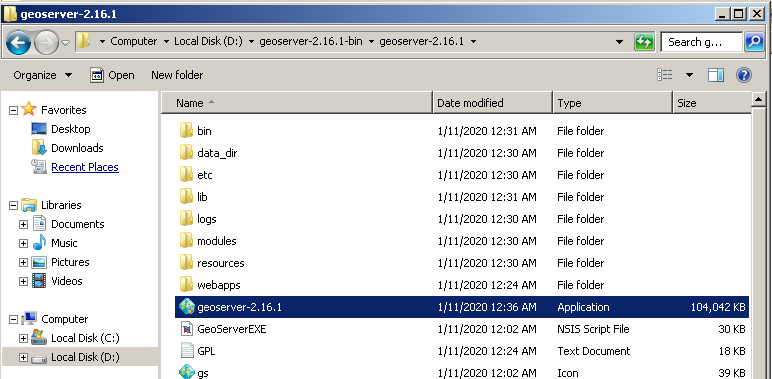 geoserver-2.16.1
Computer Local Disk (D:) geoserver-2.16.1-bin geoserver-2.16.1 Search g...
Organize Open New folder
Name Date modified Type Size
Favorites
Desktop
Downloads
Recent Places
Libraries
Documents
Music
Pictures
Videos
Computer
Local Disk (C:)
Local Disk (D:)
bin 1/11/2020 12:31 AM File folder
data_dir 1/11/2020 12:30 AM File folder
etc 1/11/2020 12:30 AM File folder
lib 1/11/2020 12:31 AM File folder
logs 1/11/2020 12:30 AM File folder
modules 1/11/2020 12:30 AM File folder
resources 1/11/2020 12:30 AM File folder
webapps 1/11/2020 12:24 AM File folder
geoserver-2.16.1 1/11/2020 12:36 AM Application 104,042 KB
GeoServerEXE 1/11/2020 12:02 AM NSIS Script File 30 KB
GPL 1/11/2020 12:24 AM Text Document 18 KB
gs 1/11/2020 12:02 AM Icon 39 KB